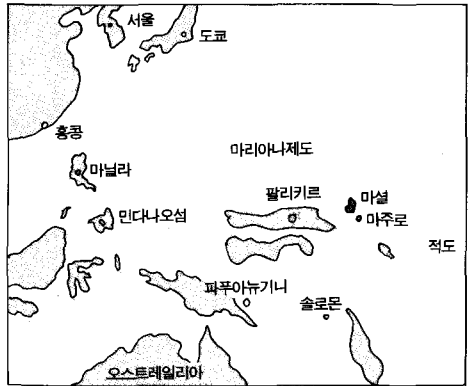 서울
도쿄
홍콩
마리아나제도
마닐라
팔리키르
마셜
마주로
민다나오섬
적도
파푸아뉴기니
솔로몬
오스트레일리아